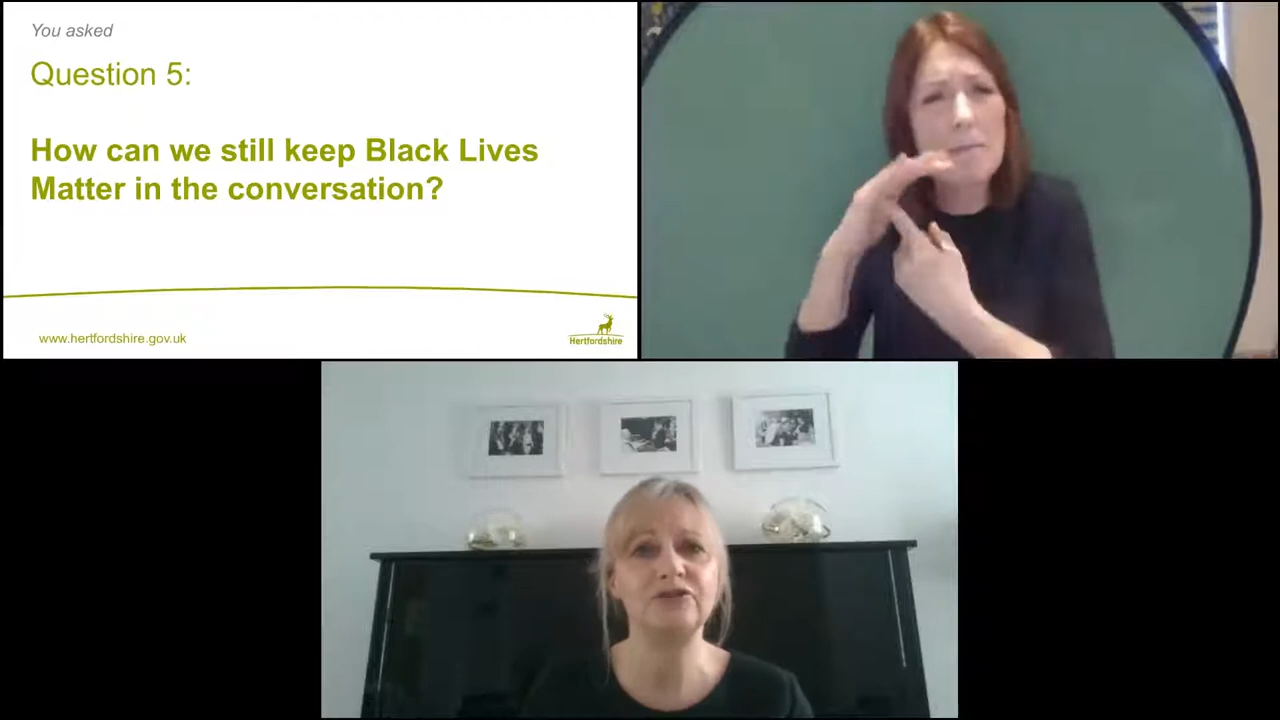 You asked
Question 5:
How can we still keep Black Lives
Matter in the conversation?
www.hertfordshire.gov.uk
Hertfordshire